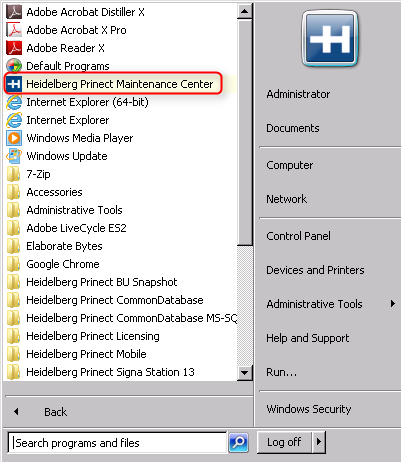 Adobe Acrobat Distiller X
Adobe Acrobat X Pro
Adobe Reader X
Default Programs
Heidelberg Prinect Maintenance Center
Internet Explorer (64-bit)
Internet Explorer
Windows Media Player
Windows Update
7-Zip
Accessories
Administrative Tools
Adobe LiveCycle ES2
Elaborate Bytes
Google Chrome
Heidelberg Prinect BU Snapshot
Heidelberg Prinect CommonDatabase
Heidelberg Prinect CommonDatabase MS-SQ
Heidelberg Prinect Licensing
Heidelberg Prinect Mobile
Heidelberg Prinect Signa Station 13
Back
Search programs and files
Administrator
Documents
Computer
Network
Control Panel
Devices and Printers
Administrative Tools
Help and Support
Run...
Windows Security
Log off